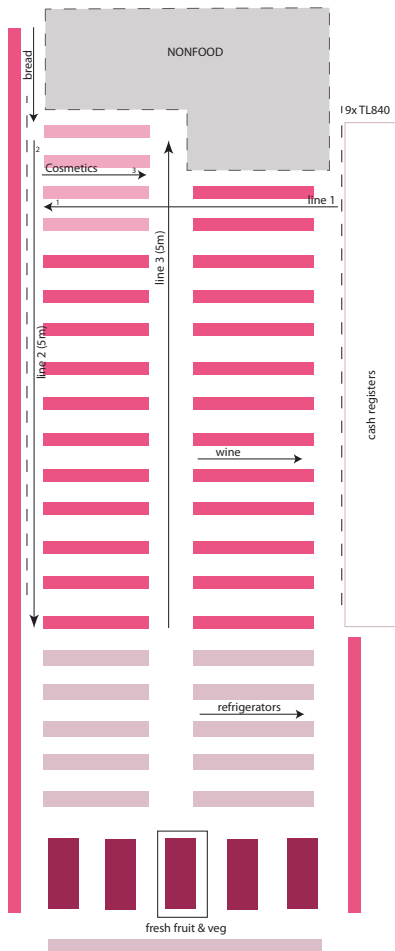 NONFOOD
bread
9x TL840
2
Cosmetics
3
1
line 1
line 3 (5m)
line 2 (5m)
cash registers
wine
refrigerators
fresh fruit & veg